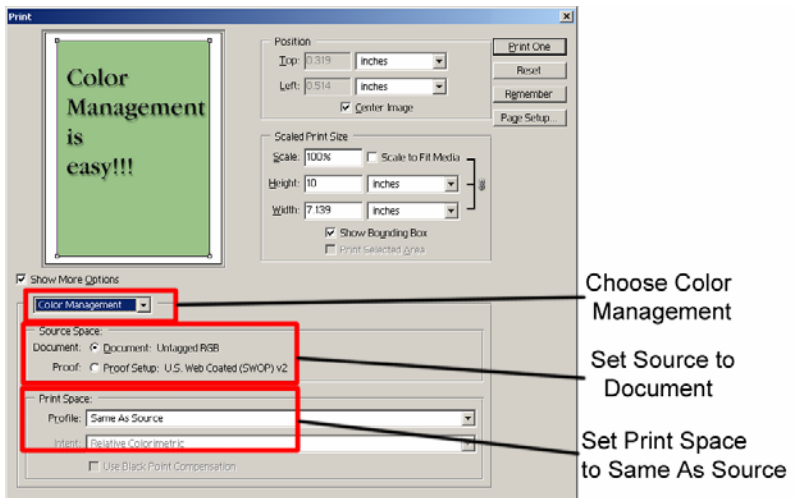 Print
Color
Management
is
easy!!!
Position
Top: 0.319 inches
Left: 0.514 inches
Center Image
Scaled Print Size
Scale: 100% Scale to Fit Media
Height: 10 inches
Width: 7.139 inches
Show Bounding Box
Print Selected Area
Print One
Reset
Remember
Page Setup...
Show More Options
Color Management
Source Space:
Document: Document: Untagged RGB
Proof: Proof Setup: U.S. Web Coated (SWOP) v2
Print Space:
Profile: Same As Source
Intent: Relative Colorimetric
Use Black Point Compensation
Choose Color
Management
Set Source to
Document
Set Print Space
to Same As Source